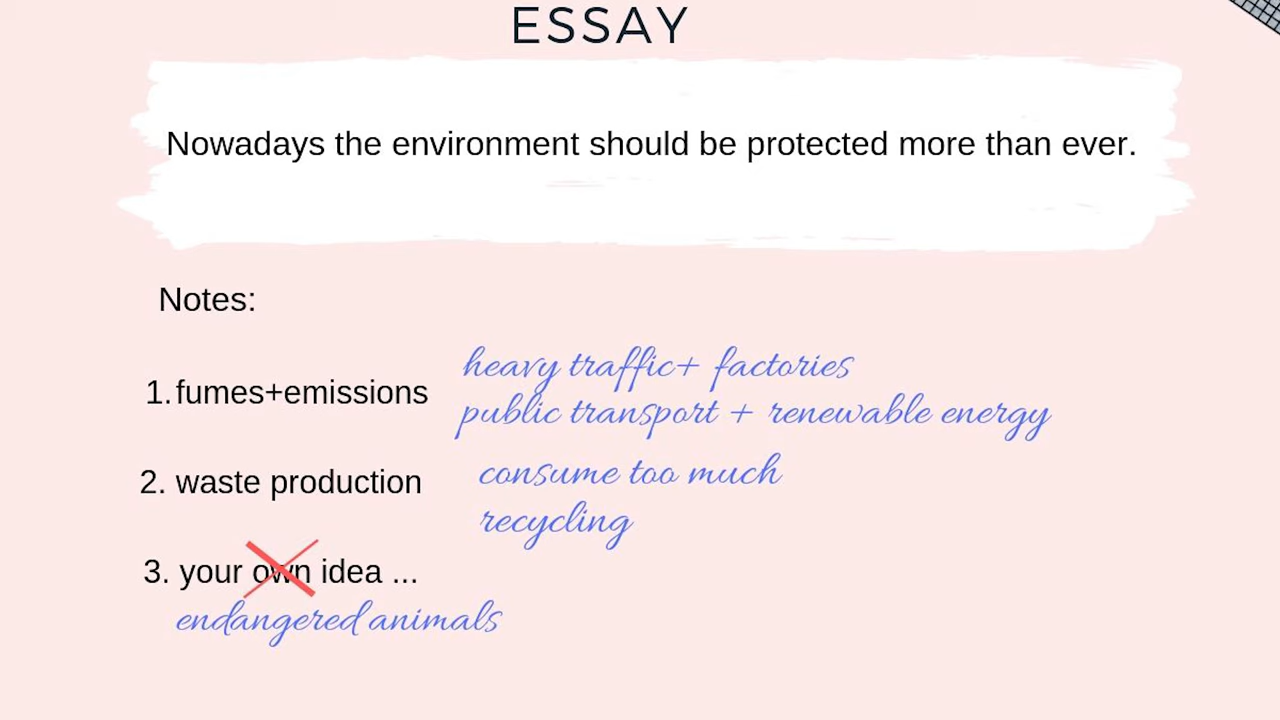 ESSAY
Nowadays the environment should be protected more than ever.
Notes:
heavy traffic+ factories
1. fumes+emissions
public transport + renewable energy
consume too much
2. waste production
recycling
3. your own idea ...
endangered animals